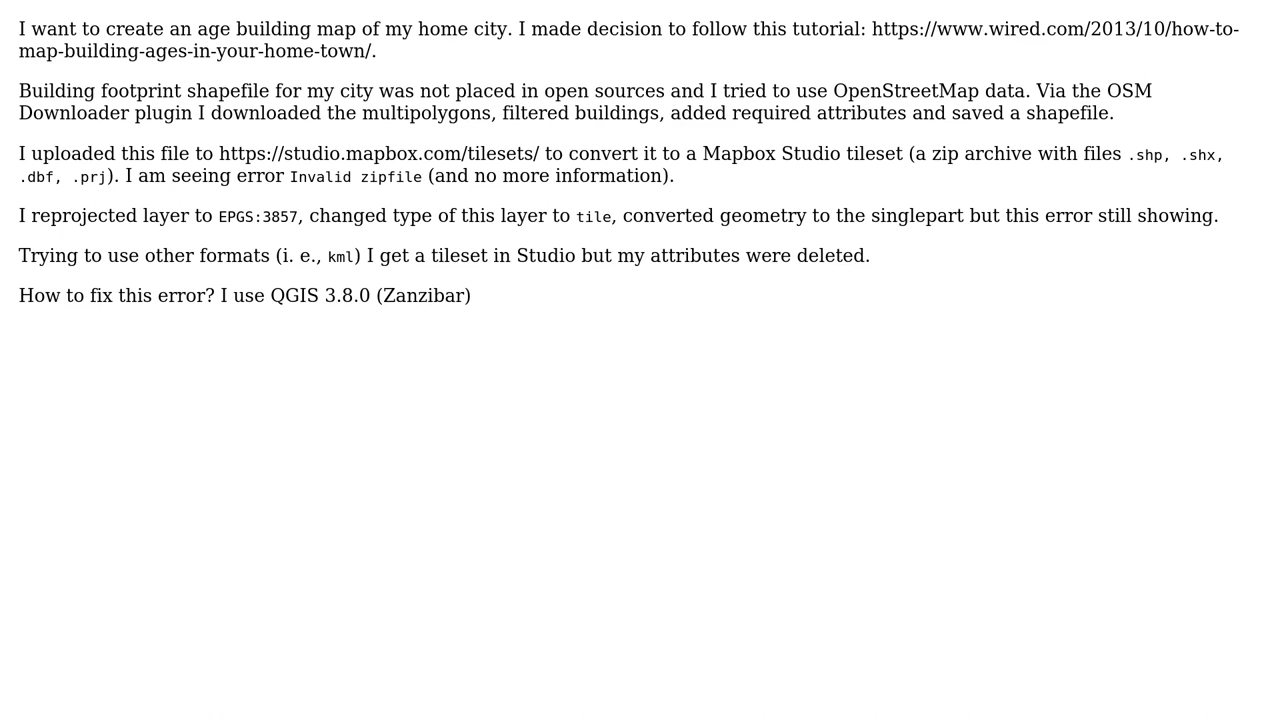 I want to create an age building map of my home city. I made decision to follow this tutorial: https://www.wired.com/2013/10/how-to-
map-building-ages-in-your-home-town/.
Building footprint shapefile for my city was not placed in open sources and I tried to use OpenStreetMap data. Via the OSM
Downloader plugin I downloaded the multipolygons, filtered buildings, added required attributes and saved a shapefile.
I uploaded this file to https://studio.mapbox.com/tilesets/ to convert it to a Mapbox Studio tileset (a zip archive with files .shp, .shx,
.dbf, .prj). I am seeing error Invalid zipfile (and no more information).
I reprojected layer to EPGS:3857, changed type of this layer to tile, converted geometry to the singlepart but this error still showing.
Trying to use other formats (i. e., kml) I get a tileset in Studio but my attributes were deleted.
How to fix this error? I use QGIS 3.8.0 (Zanzibar)